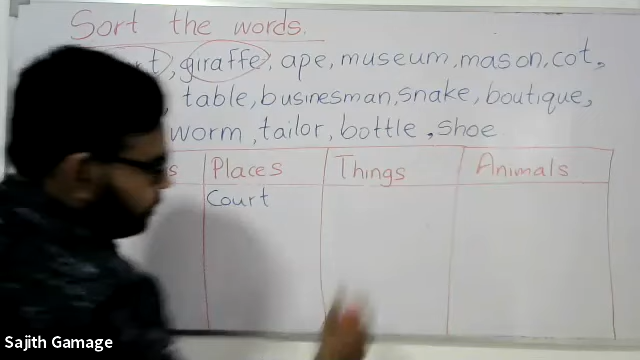 Sort the words.
giraffe, ape, museum, mason, cot,
table, businesman, snake, boutique,
worm, tailor, bottle, shoe
Places Things Animals
Court
Sajith Gamage